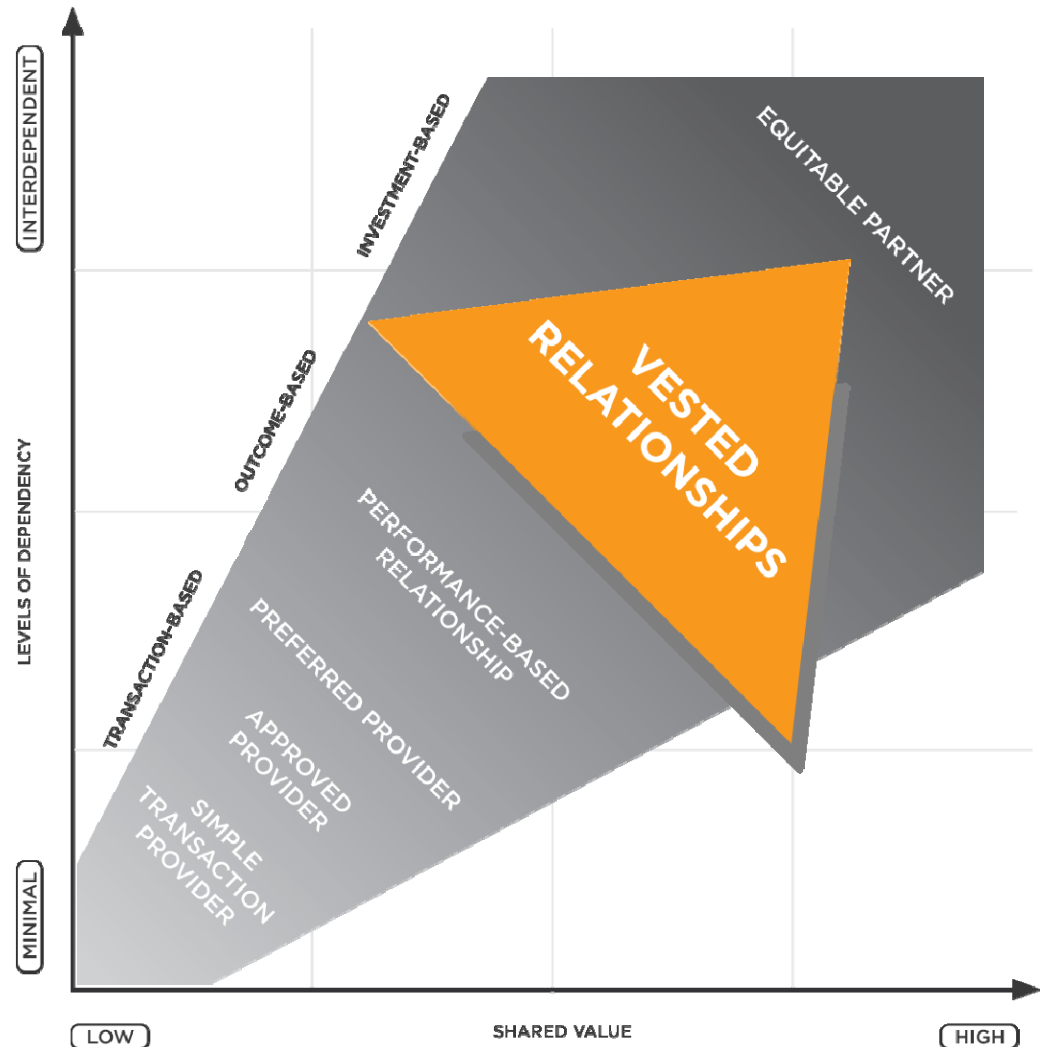 INTERDEPENDENT
LEVELS OF DEPENDENCY
MINIMAL
INVESTMENT-BASED
OUTCOME-BASED
TRANSACTION-BASED
EQUITABLE PARTNER
VESTED
RELATIONSHIPS
PERFORMANCE-BASED
RELATIONSHIP
PREFERRED PROVIDER
APPROVED
PROVIDER
SIMPLE
TRANSACTION
PROVIDER
LOW
SHARED VALUE
HIGH